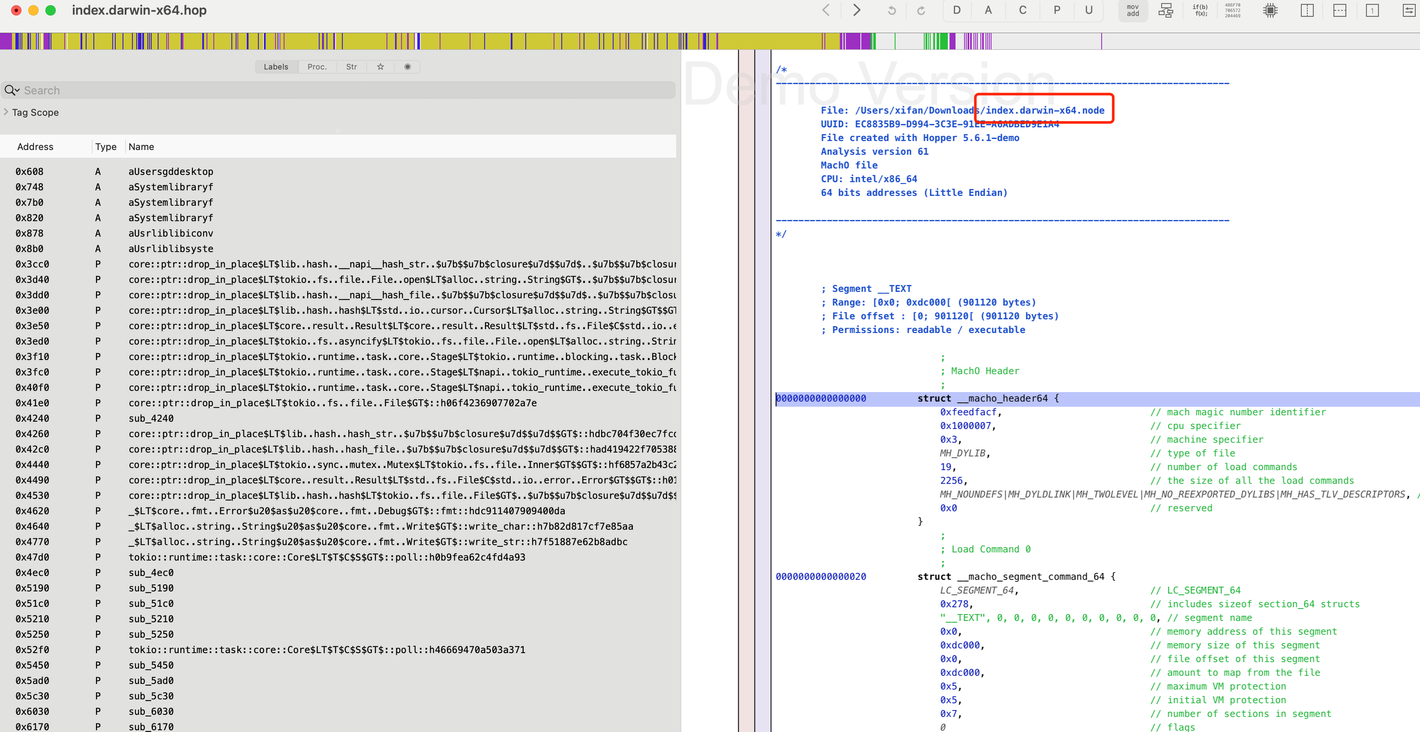 index.darwin-x64.hop
D A C P U
mov
add
if(b)
f(x);
Labels Proc. Str
Search
Tag Scope
Address Type Name
0x608 A aUsersgddesktop
0x748 A aSystemlibraryf
0x7b0 A aSystemlibraryf
0x820 A aSystemlibraryf
0x878 A aUsrliblibiconv
0x8b0 A aUsrliblibsyste
0x3cc0 P core::ptr::drop_in_place$LT$lib..hash..__napi__hash_str..$u7b$$u7b$closure$u7d$$u7d$..$u7b$$u7b$closur
0x3d40 P core::ptr::drop_in_place$LT$tokio..fs..file..File..open$LT$alloc..string..String$GT$..$u7b$$u7b$closure
0x3dd0 P core::ptr::drop_in_place$LT$lib..hash..__napi__hash_file..$u7b$$u7b$closure$u7d$$u7d$..$u7b$$u7b$closu
0x3e00 P core::ptr::drop_in_place$LT$lib..hash..hash$LT$std..io..cursor..Cursor$LT$alloc..string..String$GT$$GT
0x3e50 P core::ptr::drop_in_place$LT$core..result..Result$LT$core..result..Result$LT$std..fs..File$C$std..io..e
0x3ed0 P core::ptr::drop_in_place$LT$tokio..fs..asyncify$LT$tokio..fs..file..File..open$LT$alloc..string..Strin
0x3f10 P core::ptr::drop_in_place$LT$tokio..runtime..task..core..Stage$LT$tokio..runtime..blocking..task..Block
0x3fc0 P core::ptr::drop_in_place$LT$tokio..runtime..task..core..Stage$LT$napi..tokio_runtime..execute_tokio_fu
0x40f0 P core::ptr::drop_in_place$LT$tokio..runtime..task..core..Stage$LT$napi..tokio_runtime..execute_tokio_fu
0x41e0 P core::ptr::drop_in_place$LT$tokio..fs..file..File$GT$::h06f4236907702a7e
0x4240 P sub_4240
0x4260 P core::ptr::drop_in_place$LT$lib..hash..hash_str..$u7b$$u7b$closure$u7d$$u7d$$GT$::hdbc704f30ec7fcd
0x42c0 P core::ptr::drop_in_place$LT$lib..hash..hash_file..$u7b$$u7b$closure$u7d$$u7d$$GT$::had419422f705388
0x4440 P core::ptr::drop_in_place$LT$tokio..sync..mutex..Mutex$LT$tokio..fs..file..Inner$GT$$GT$::hf6857a2b43c2
0x4490 P core::ptr::drop_in_place$LT$core..result..Result$LT$std..fs..File$C$std..io..error..Error$GT$$GT$::h01
0x4530 P core::ptr::drop_in_place$LT$lib..hash..hash$LT$tokio..fs..file..File$GT$..$u7b$$u7b$closure$u7d$$u7d$
0x4620 P _$LT$core..fmt..Error$u20$as$u20$core..fmt..Debug$GT$::fmt::hdc911407909400da
0x4640 P _$LT$alloc..string..String$u20$as$u20$core..fmt..Write$GT$::write_char::h7b82d817cf7e85aa
0x4770 P _$LT$alloc..string..String$u20$as$u20$core..fmt..Write$GT$::write_str::h7f51887e62b8adbc
0x47d0 P tokio::runtime::task::core::Core$LT$T$C$S$GT$::poll::h0b9fea62c4fd4a93
0x4ec0 P sub_4ec0
0x5190 P sub_5190
0x51c0 P sub_51c0
0x5210 P sub_5210
0x5250 P sub_5250
0x52f0 P tokio::runtime::task::core::Core$LT$T$C$S$GT$::poll::h46669470a503a371
0x5450 P sub_5450
0x5ad0 P sub_5ad0
0x5c30 P sub_5c30
0x6030 P sub_6030
0x6170 P sub_6170
Demo Version
/*
File: /Users/xifan/Downloads/index.darwin-x64.node
UUID: EC8835B9-D994-3C3E-91EE-A6ADBED9E1A4
File created with Hopper 5.6.1-demo
Analysis version 61
MachO file
CPU: intel/x86_64
64 bits addresses (Little Endian)
*/
; Segment __TEXT
; Range: [0x0; 0xdc000[ (901120 bytes)
; File offset : [0; 901120[ (901120 bytes)
; Permissions: readable / executable
;
; MachO Header
;
0000000000000000 struct __macho_header64 {
0xfeedfacf, // mach magic number identifier
0x1000007, // cpu specifier
0x3, // machine specifier
MH_DYLIB, // type of file
19, // number of load commands
2256, // the size of all the load commands
MH_NOUNDEFS|MH_DYLDLINK|MH_TWOLEVEL|MH_NO_REEXPORTED_DYLIBS|MH_HAS_TLV_DESCRIPTORS, /
0x0 // reserved
}
;
; Load Command 0
;
0000000000000020 struct __macho_segment_command_64 {
LC_SEGMENT_64, // LC_SEGMENT_64
0x278, // includes sizeof section_64 structs
"__TEXT", 0, 0, 0, 0, 0, 0, 0, 0, 0, 0, // segment name
0x0, // memory address of this segment
0xdc000, // memory size of this segment
0x0, // file offset of this segment
0xdc000, // amount to map from the file
0x5, // maximum VM protection
0x5, // initial VM protection
0x7, // number of sections in segment
0 // flags